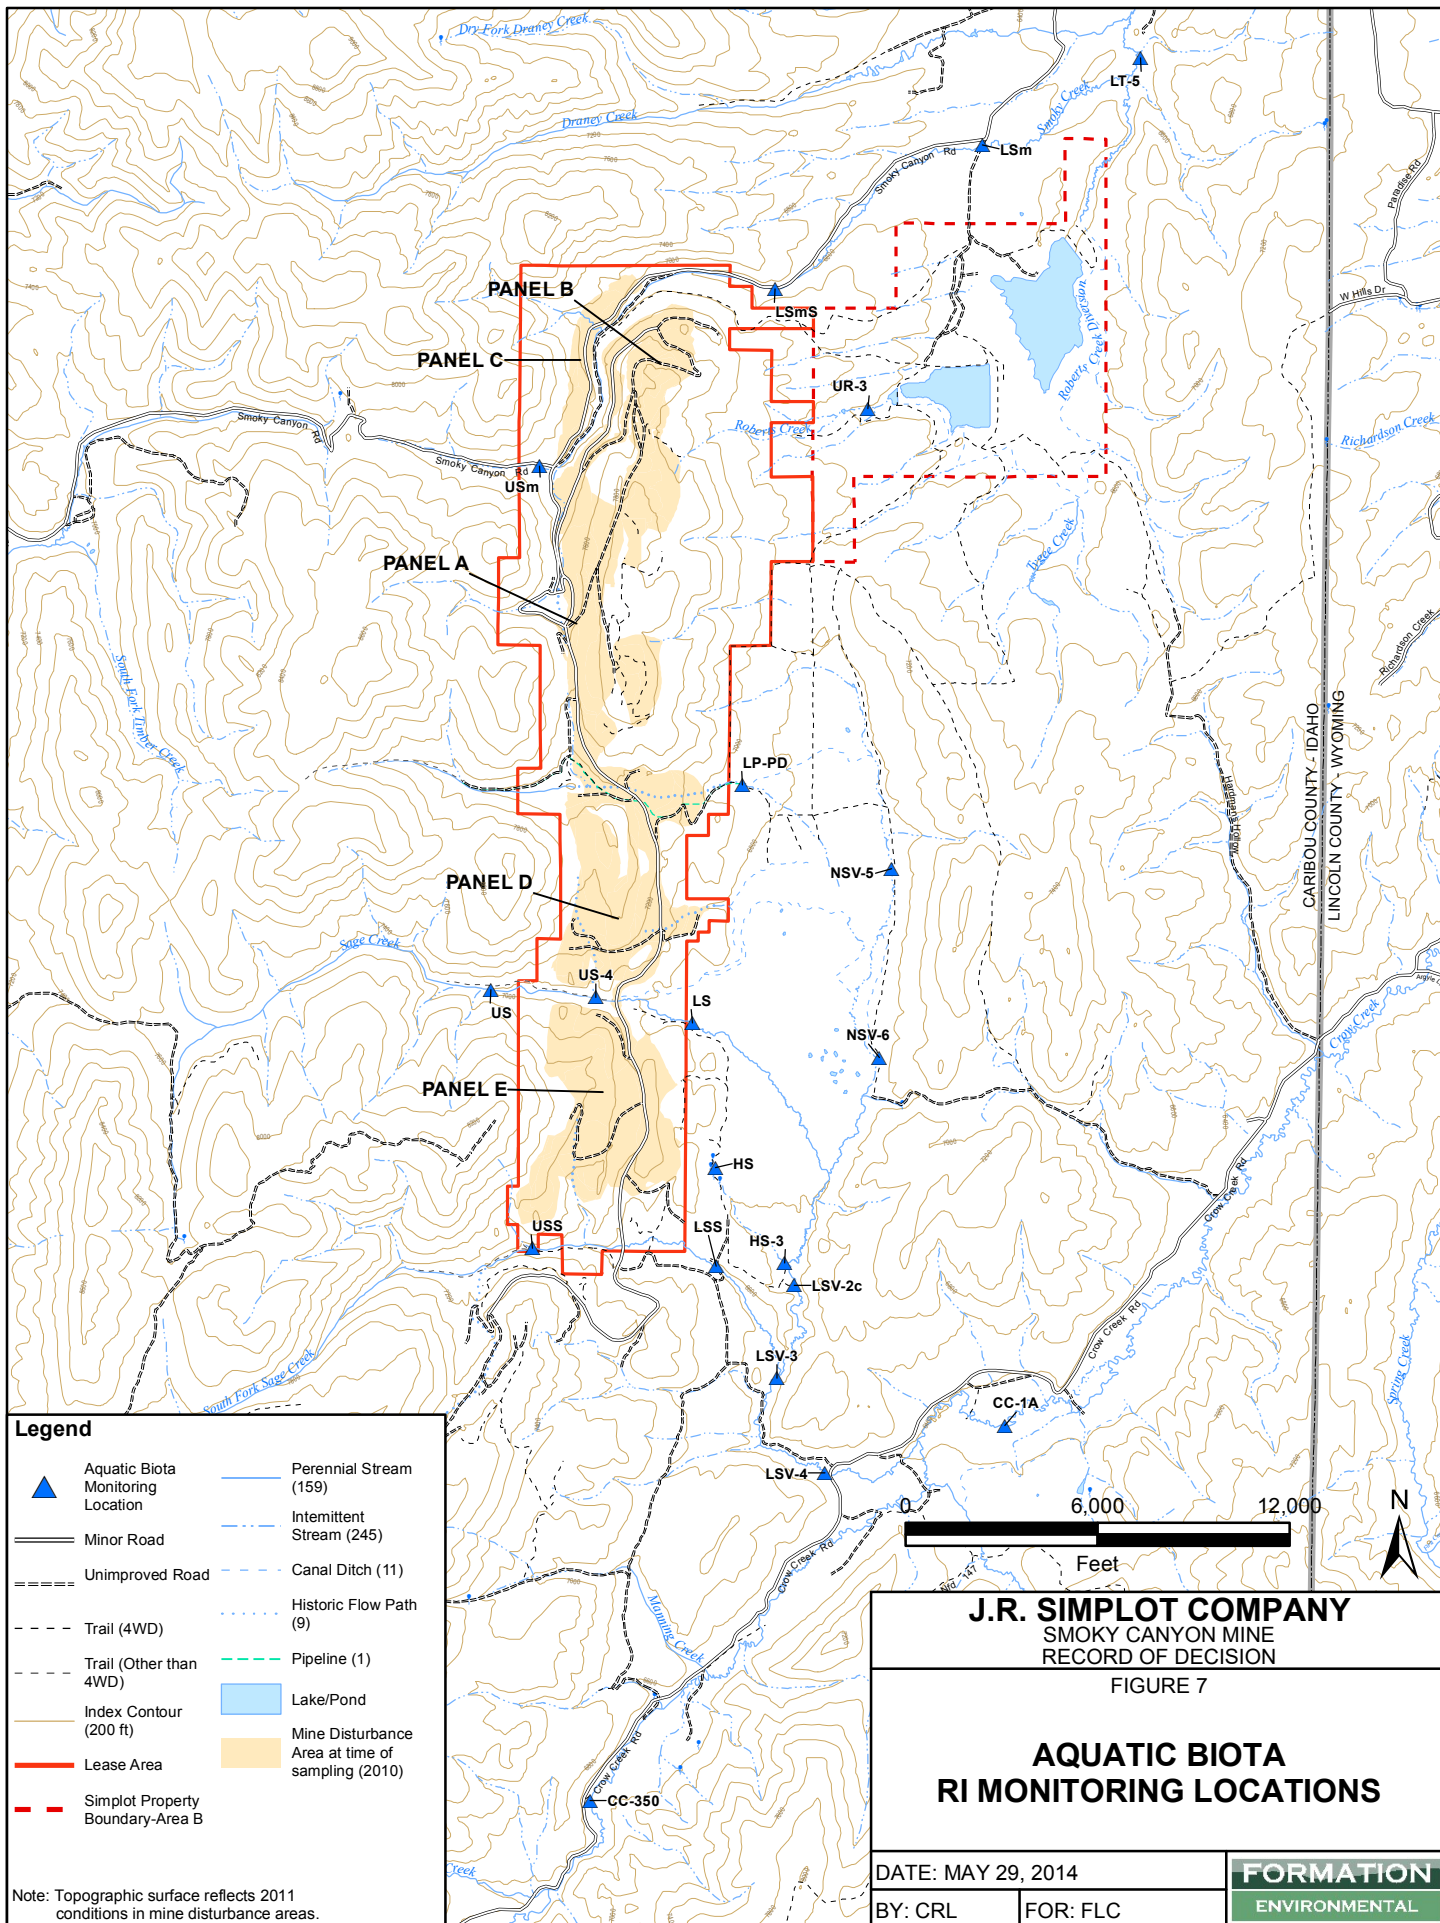 Dry Fork Draney Creek
LT-5
Smoky Creek
Draney Creek
Smoky Canyon Rd
LSm
Paradise Rd
PANEL B
LSmS
W Hills Dr
Roberts Creek Diversion
PANEL C
UR-3
Roberts Creek
Richardson Creek
Smoky Canyon Rd
Smoky Canyon Rd
USm
Tygee Creek
PANEL A
Richardson Creek
South Fork Timber Creek
CARIBOU COUNTY - IDAHO
LINCOLN COUNTY - WYOMING
LP-PD
Hardmans Hollow
NSV-5
PANEL D
Sage Creek
US-4
US
LS
Crow Creek
NSV-6
PANEL E
HS
Crow Creek Rd
USS
LSS
HS-3
LSV-2c
Crow Creek Rd
LSV-3
South Fork Sage Creek
Spring Creek
CC-1A
LSV-4
Crow Creek Rd
Manning Creek
Crow Creek Rd
CC-350
Creek
0
6,000
12,000
Feet
N
Legend
Aquatic Biota
Monitoring
Location
Minor Road
Unimproved Road
Trail (4WD)
Trail (Other than
4WD)
Index Contour
(200 ft)
Lease Area
Simplot Property
Boundary-Area B
Perennial Stream
(159)
Intemittent
Stream (245)
Canal Ditch (11)
Historic Flow Path
(9)
Pipeline (1)
Lake/Pond
Mine Disturbance
Area at time of
sampling (2010)
Note: Topographic surface reflects 2011
conditions in mine disturbance areas.
J.R. SIMPLOT COMPANY
SMOKY CANYON MINE
RECORD OF DECISION
FIGURE 7
AQUATIC BIOTA
RI MONITORING LOCATIONS
DATE: MAY 29, 2014
BY: CRL
FOR: FLC
FORMATION
ENVIRONMENTAL